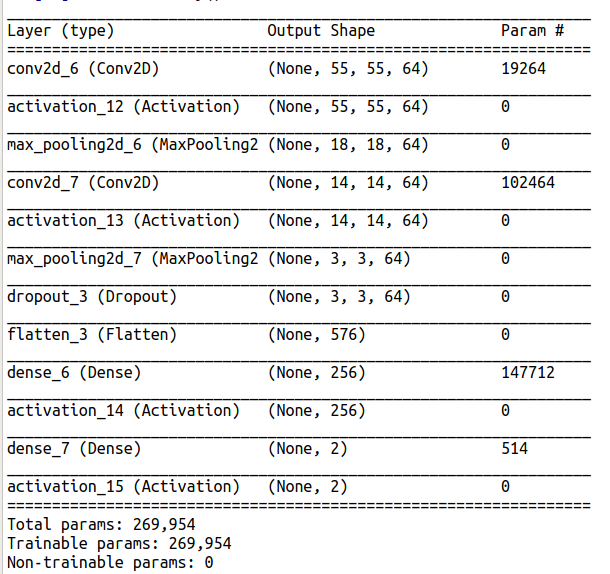 _________________________________________________________________
Layer (type)                 Output Shape              Param #
=================================================================
conv2d_6 (Conv2D)            (None, 55, 55, 64)        19264
_________________________________________________________________
activation_12 (Activation)   (None, 55, 55, 64)        0
_________________________________________________________________
max_pooling2d_6 (MaxPooling2 (None, 18, 18, 64)        0
_________________________________________________________________
conv2d_7 (Conv2D)            (None, 14, 14, 64)        102464
_________________________________________________________________
activation_13 (Activation)   (None, 14, 14, 64)        0
_________________________________________________________________
max_pooling2d_7 (MaxPooling2 (None, 3, 3, 64)          0
_________________________________________________________________
dropout_3 (Dropout)          (None, 3, 3, 64)          0
_________________________________________________________________
flatten_3 (Flatten)          (None, 576)               0
_________________________________________________________________
dense_6 (Dense)              (None, 256)               147712
_________________________________________________________________
activation_14 (Activation)   (None, 256)               0
_________________________________________________________________
dense_7 (Dense)              (None, 2)                 514
_________________________________________________________________
activation_15 (Activation)   (None, 2)                 0
=================================================================
Total params: 269,954
Trainable params: 269,954
Non-trainable params: 0